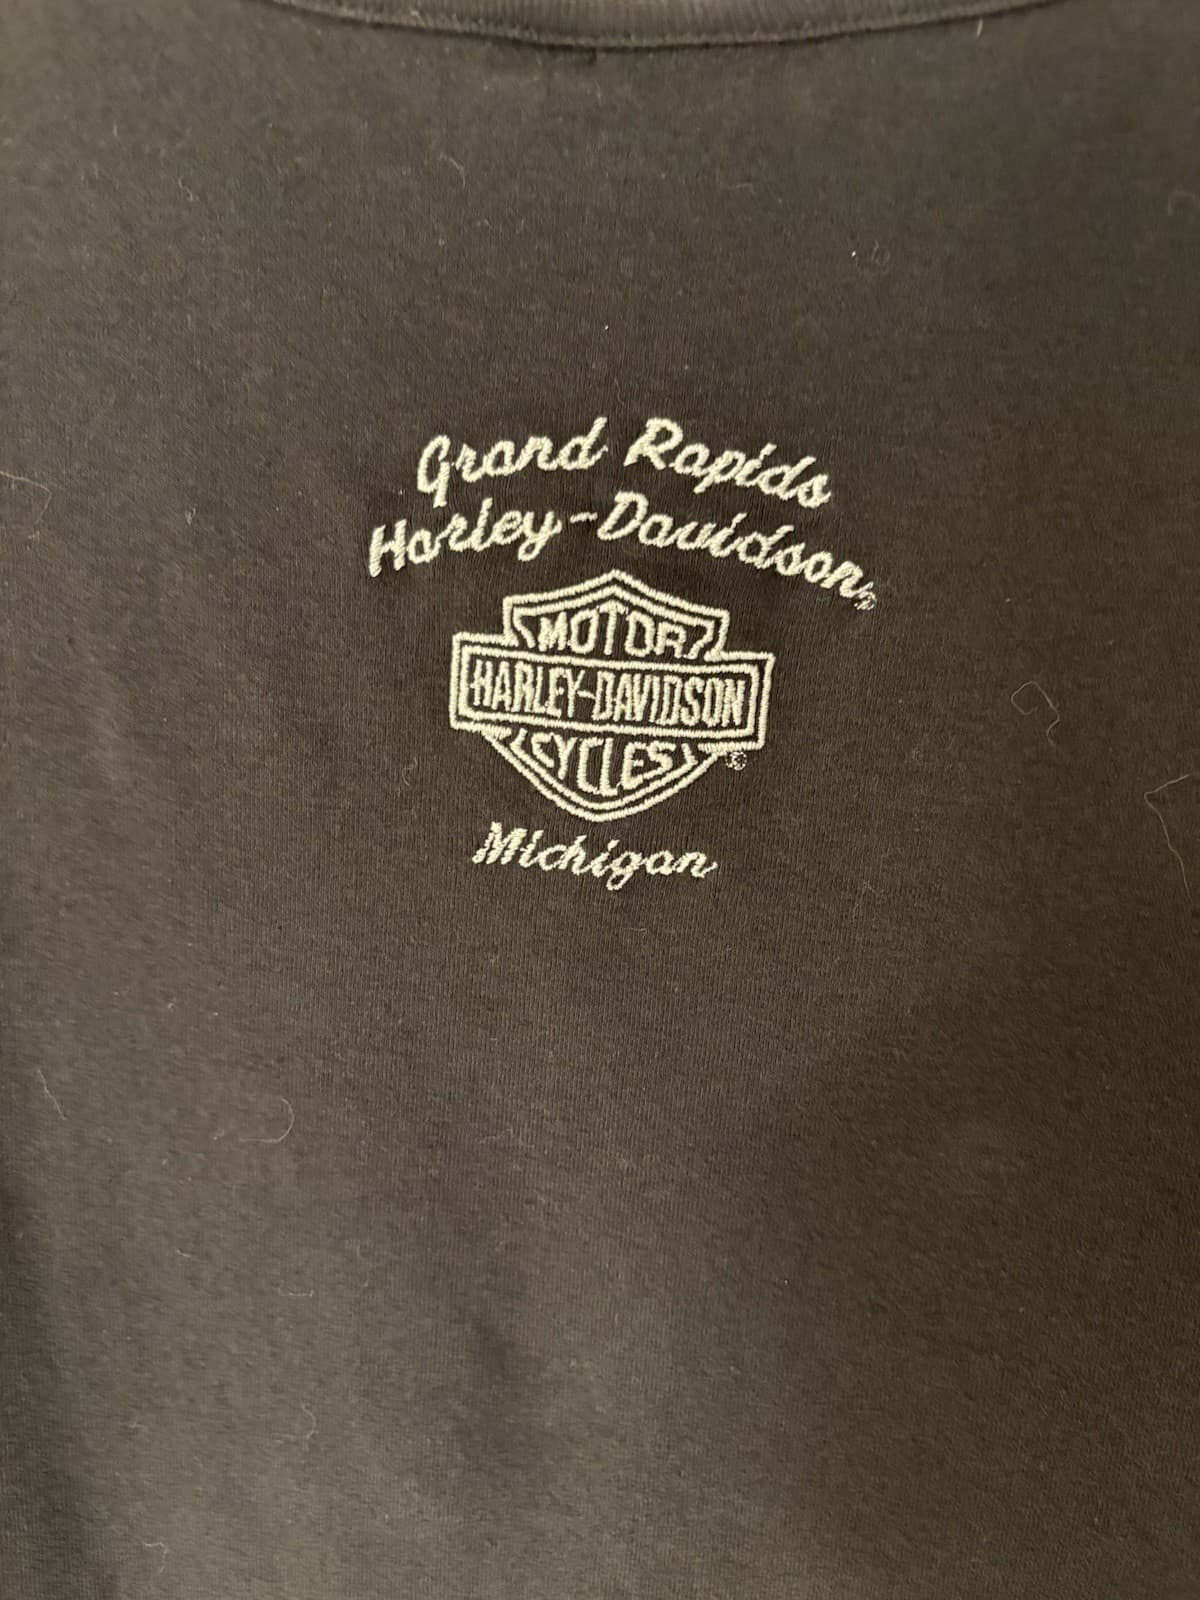 Grand Rapids
Harley-Davidson®
MOTOR
HARLEY-DAVIDSON
CYCLES®
Michigan